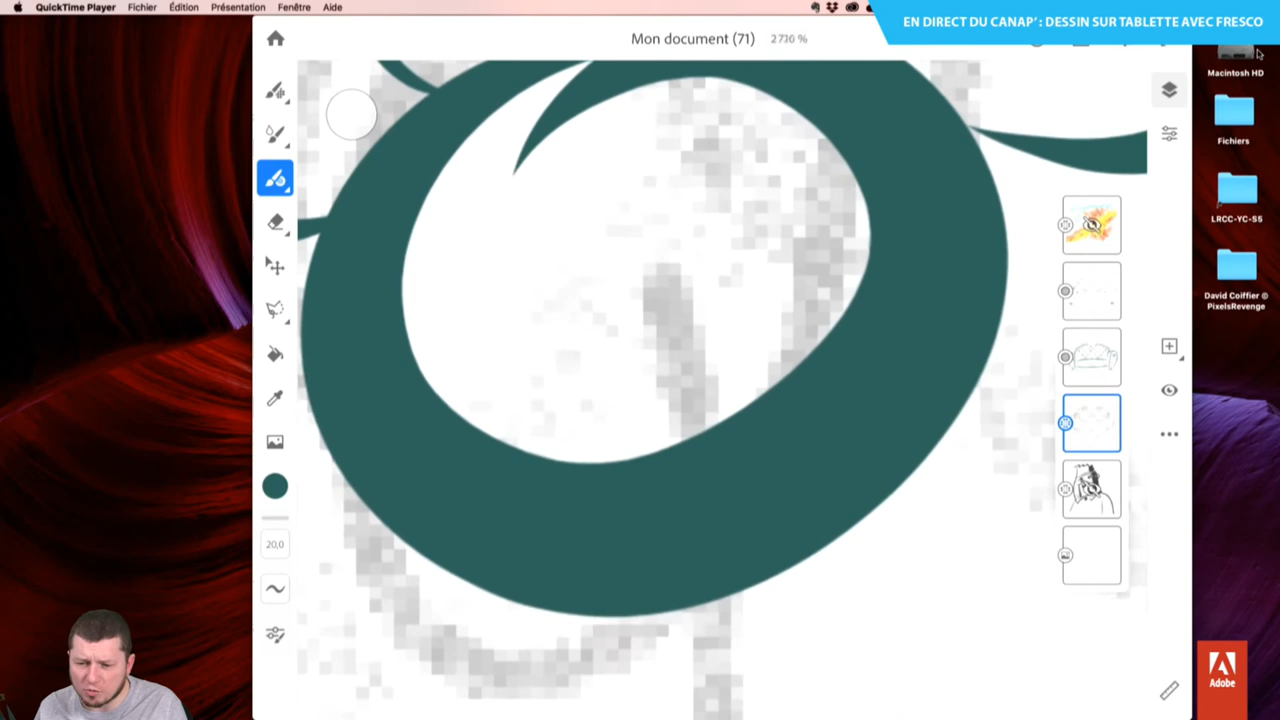 QuickTime Player Fichier Édition Présentation Fenêtre Aide
EN DIRECT DU CANAP' : DESSIN SUR TABLETTE AVEC FRESCO
Mon document (71) 2710 %
Macintosh HD
Fichiers
LRCC-YC-S5
David Coiffier ©
PixelsRevenge
20,0
Adobe